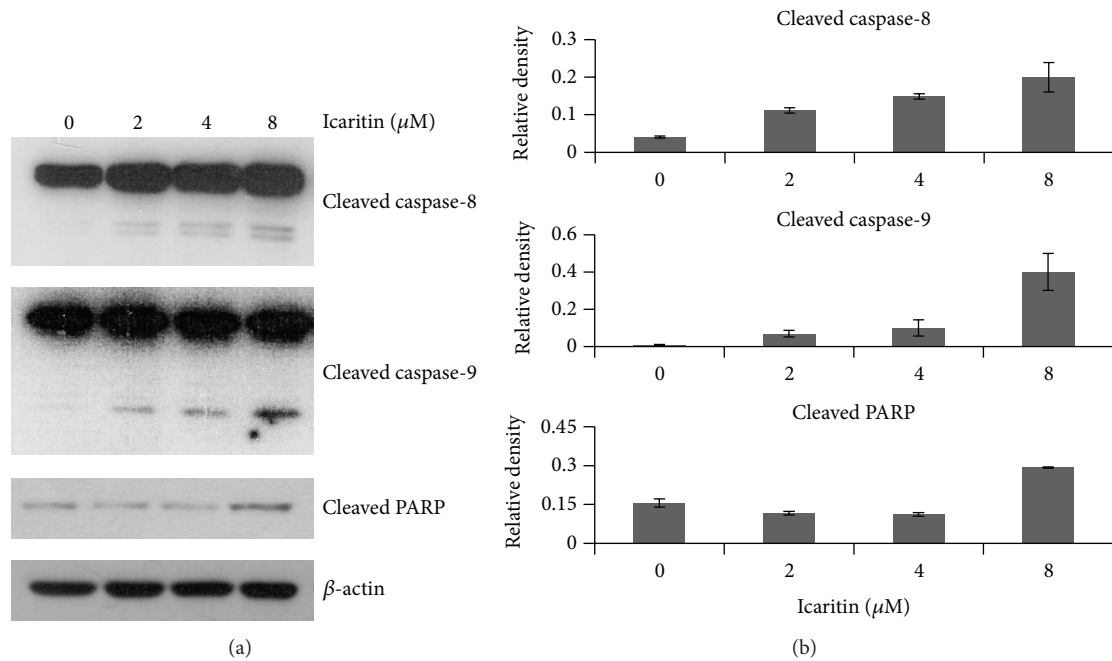 0 2 4 8 Icaritin (μM)
Cleaved caspase-8
Cleaved caspase-9
Cleaved PARP
β-actin
(a)
Cleaved caspase-8
Relative density
0.3
0.2
0.1
0
0 2 4 8
Cleaved caspase-9
Relative density
0.6
0.4
0.2
0
0 2 4 8
Cleaved PARP
Relative density
0.45
0.3
0.15
0
0 2 4 8
Icaritin (μM)
(b)